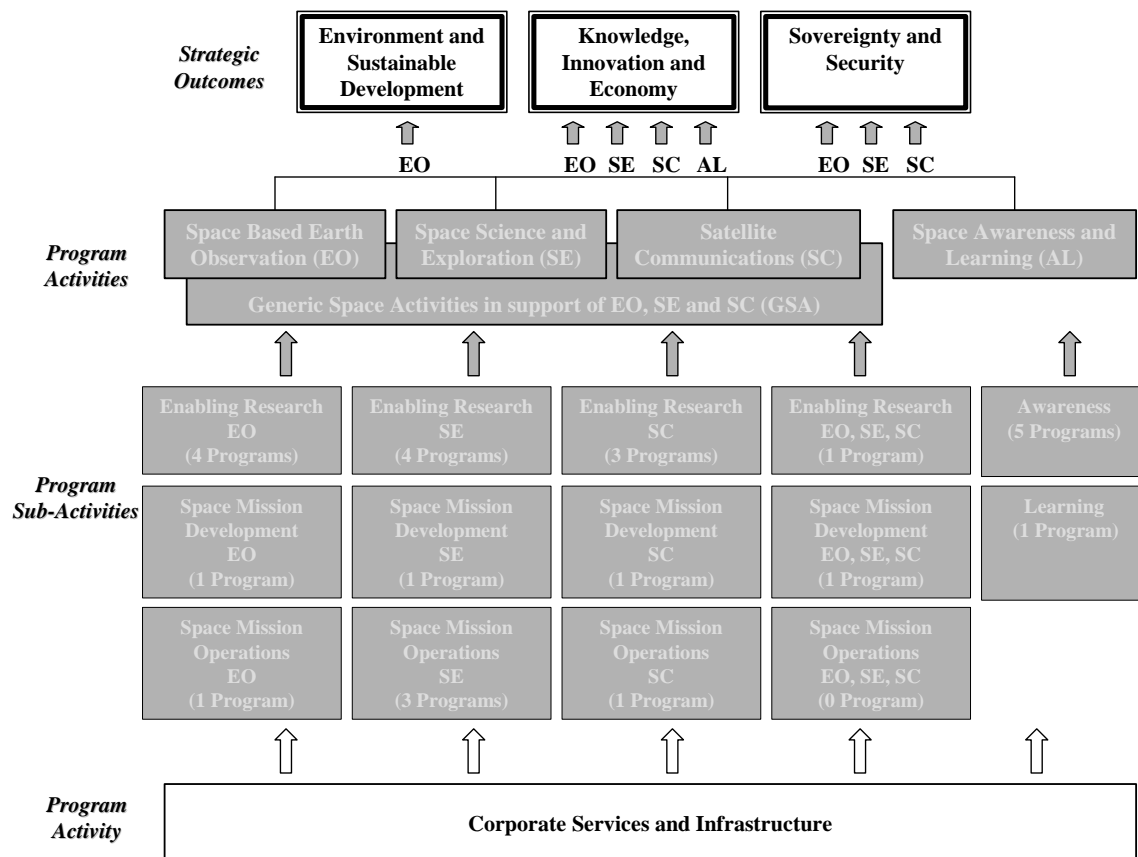 Strategic
Outcomes
Environment and
Sustainable
Development
Knowledge,
Innovation and
Economy
Sovereignty and
Security
EO
EO SE SC AL
EO SE SC
Program
Activities
Space Based Earth
Observation (EO)
Space Science and
Exploration (SE)
Satellite
Communications (SC)
Space Awareness and
Learning (AL)
Generic Space Activities in support of EO, SE and SC (GSA)
Program
Sub-Activities
Enabling Research
EO
(4 Programs)
Enabling Research
SE
(4 Programs)
Enabling Research
SC
(3 Programs)
Enabling Research
EO, SE, SC
(1 Program)
Awareness
(5 Programs)
Space Mission
Development
EO
(1 Program)
Space Mission
Development
SE
(1 Program)
Space Mission
Development
SC
(1 Program)
Space Mission
Development
EO, SE, SC
(1 Program)
Learning
(1 Program)
Space Mission
Operations
EO
(1 Program)
Space Mission
Operations
SE
(3 Programs)
Space Mission
Operations
SC
(1 Program)
Space Mission
Operations
EO, SE, SC
(0 Program)
Program
Activity
Corporate Services and Infrastructure